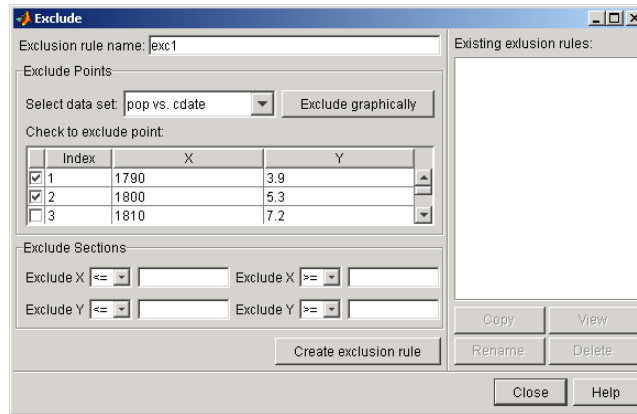 Exclude
Exclusion rule name: exc1
Existing exlusion rules:
Exclude Points
Select data set: pop vs. cdate
Exclude graphically
Check to exclude point:
Index X Y
1 1790 3.9
2 1800 5.3
3 1810 7.2
Exclude Sections
Exclude X <= Exclude X >=
Exclude Y <= Exclude Y >=
Copy View
Create exclusion rule
Rename Delete
Close Help